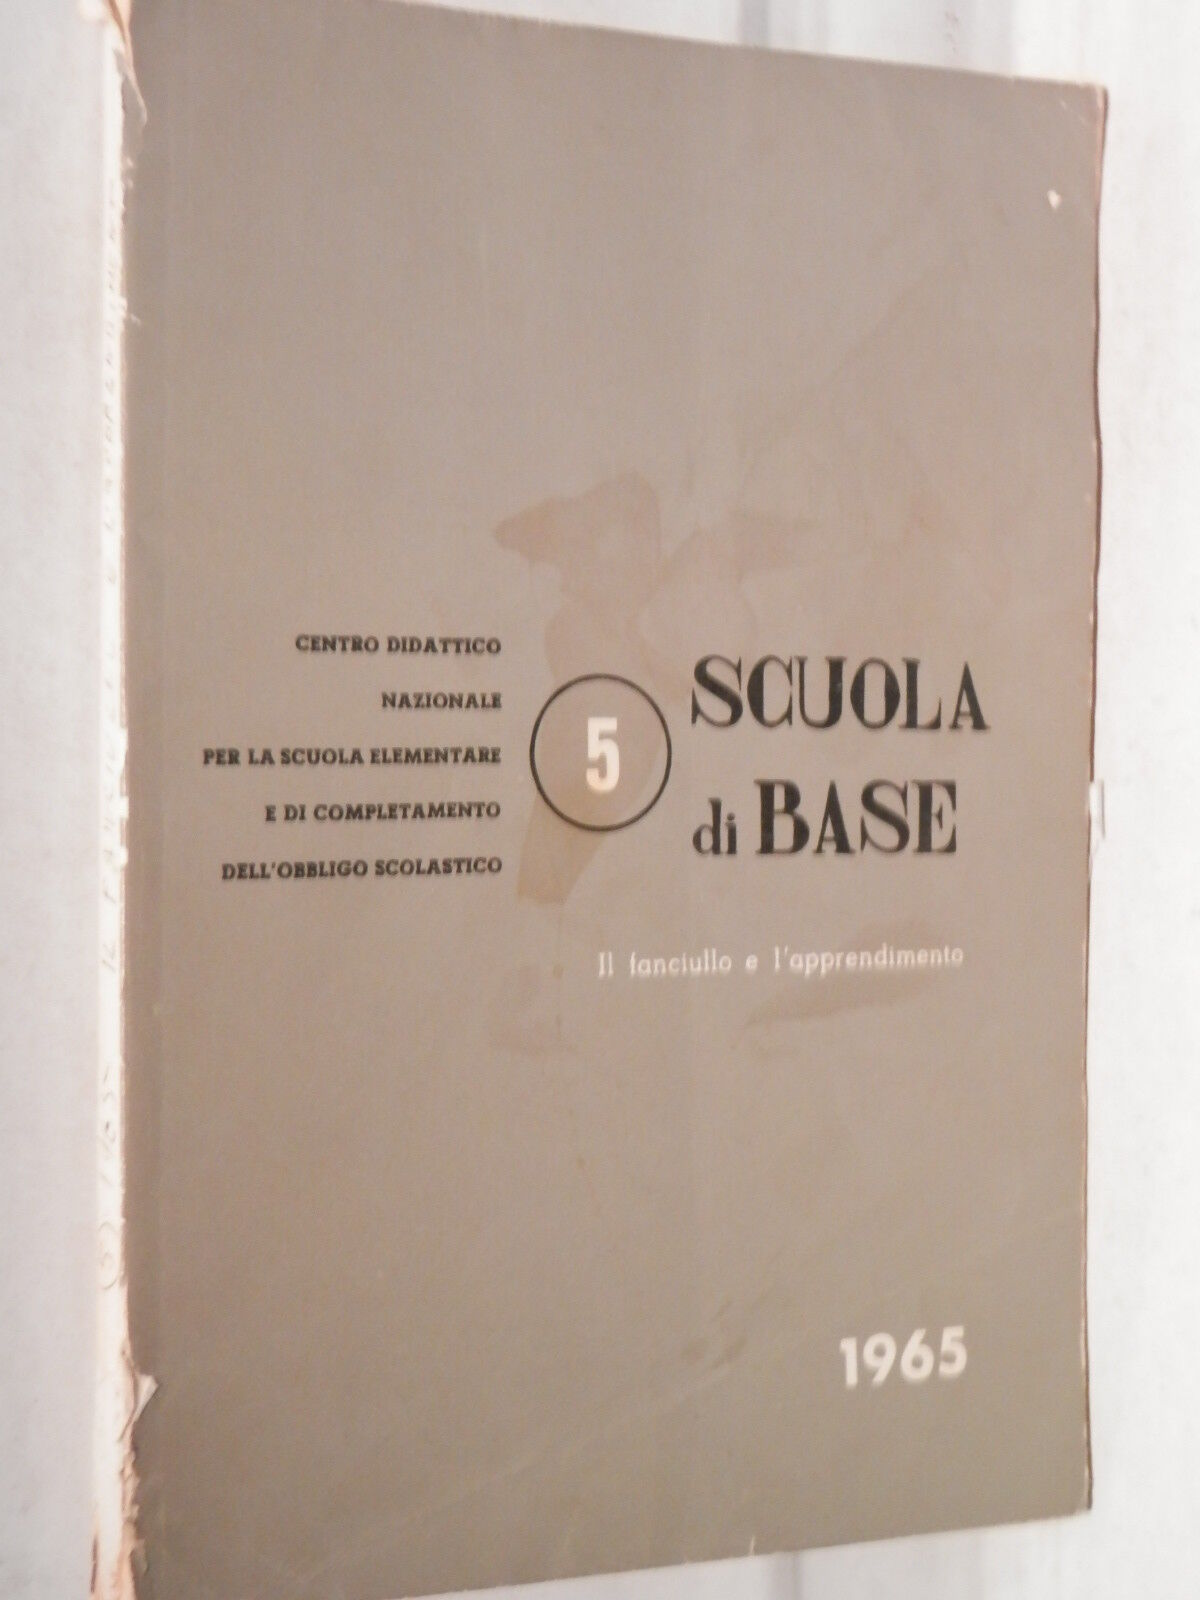 CENTRO DIDATTICO
NAZIONALE
PER LA SCUOLA ELEMENTARE
E DI COMPLETAMENTO
DELL'OBBLIGO SCOLASTICO
5
SCUOLA
di BASE
Il fanciullo e l'apprendimento
1965